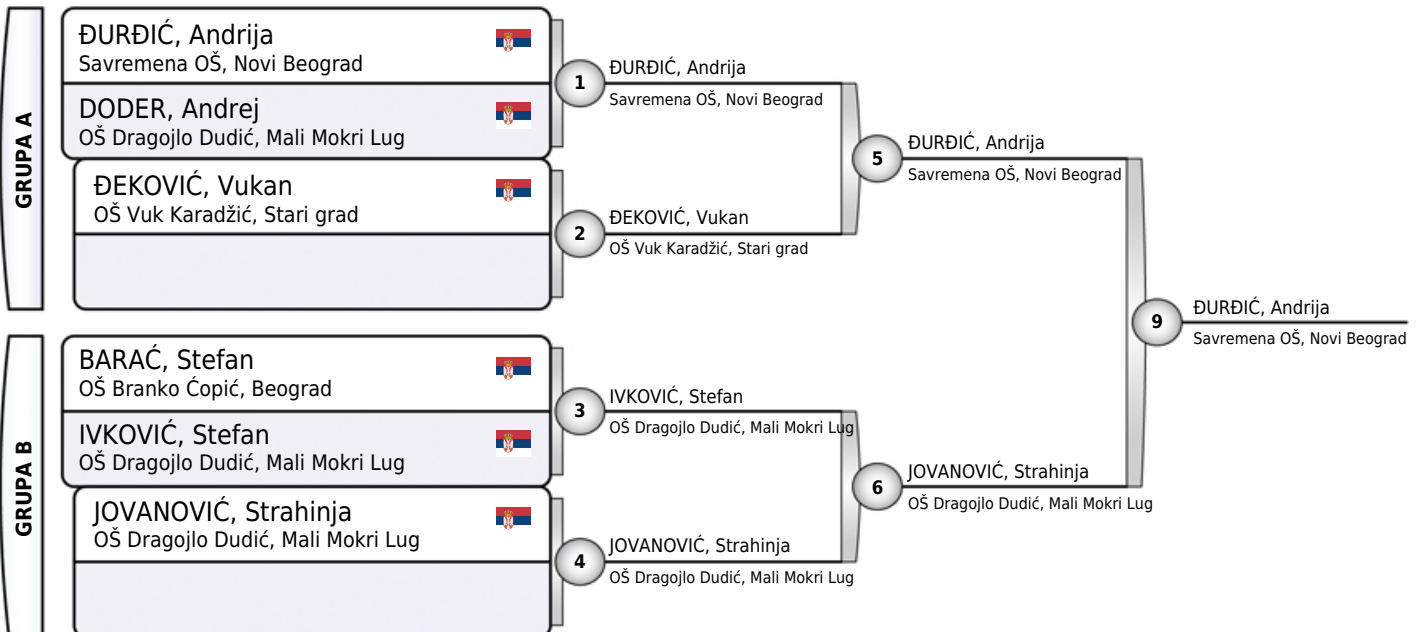 GRUPA A
ĐURĐIĆ, Andrija
Savremena OŠ, Novi Beograd
DODER, Andrej
OŠ Dragojlo Dudić, Mali Mokri Lug
ĐEKOVIĆ, Vukan
OŠ Vuk Karadžić, Stari grad
1
ĐURĐIĆ, Andrija
Savremena OŠ, Novi Beograd
2
ĐEKOVIĆ, Vukan
OŠ Vuk Karadžić, Stari grad
5
ĐURĐIĆ, Andrija
Savremena OŠ, Novi Beograd
GRUPA B
BARAĆ, Stefan
OŠ Branko Ćopić, Beograd
IVKOVIĆ, Stefan
OŠ Dragojlo Dudić, Mali Mokri Lug
JOVANOVIĆ, Strahinja
OŠ Dragojlo Dudić, Mali Mokri Lug
3
IVKOVIĆ, Stefan
OŠ Dragojlo Dudić, Mali Mokri Lug
4
JOVANOVIĆ, Strahinja
OŠ Dragojlo Dudić, Mali Mokri Lug
6
JOVANOVIĆ, Strahinja
OŠ Dragojlo Dudić, Mali Mokri Lug
9
ĐURĐIĆ, Andrija
Savremena OŠ, Novi Beograd